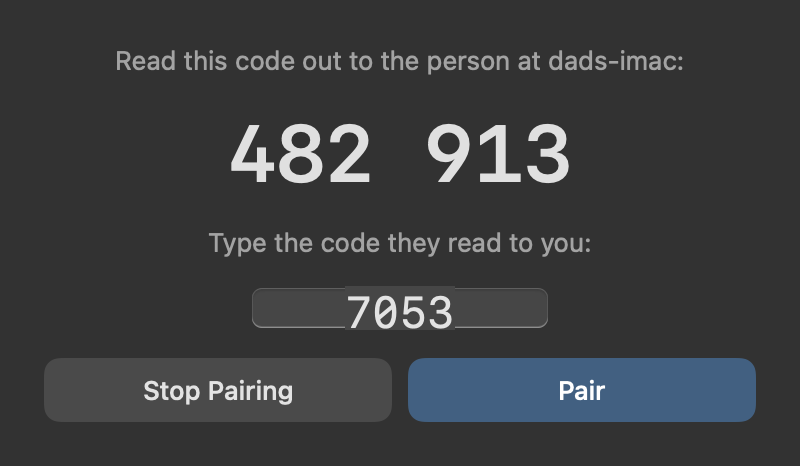 Read this code out to the person at dads-imac:
482 913
Type the code they read to you:
7053
Stop Pairing
Pair